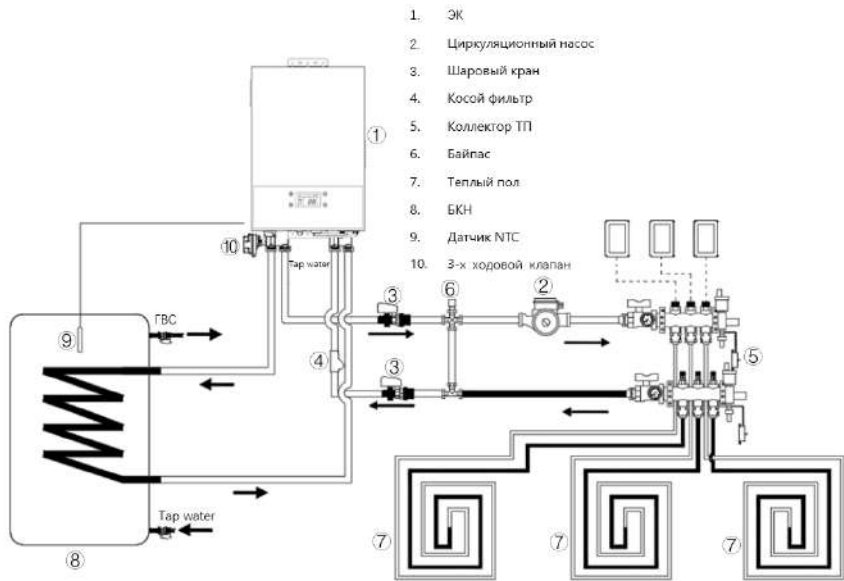 1. ЭК
2. Циркуляционный насос
3. Шаровый кран
4. Косой фильтр
5. Коллектор ТП
6. Байпас
7. Теплый пол
8. БКН
9. Датчик NTC
10. 3-х ходовой клапан
①
⑩
Tap water
③
⑥
②
ГВС
⑨
④
③
⑤
Tap water
⑧
⑦
⑦
⑦